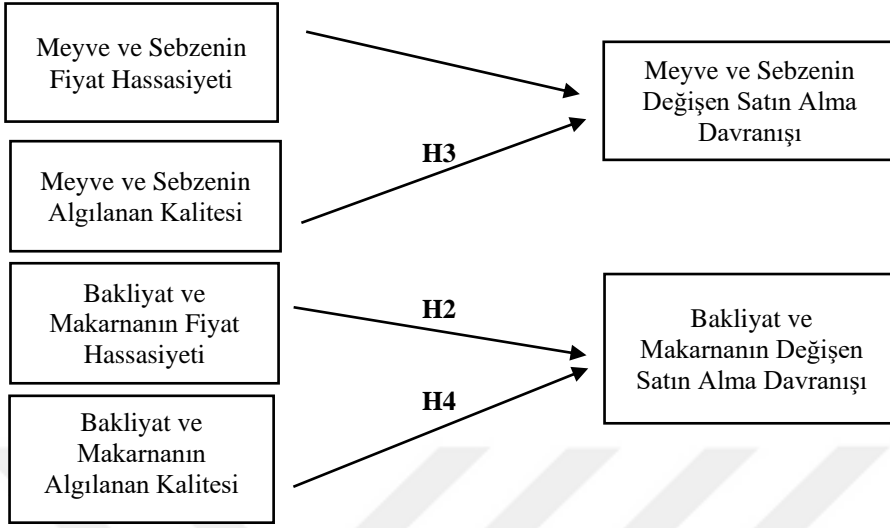 Meyve ve Sebzenin
Fiyat Hassasiyeti
Meyve ve Sebzenin
Değişen Satın Alma
Davranışı
H3
Meyve ve Sebzenin
Algılanan Kalitesi
Bakliyat ve
Makarnanın Fiyat
Hassasiyeti
H2
Bakliyat ve
Makarnanın Değişen
Satın Alma Davranışı
H4
Bakliyat ve
Makarnanın
Algılanan Kalitesi